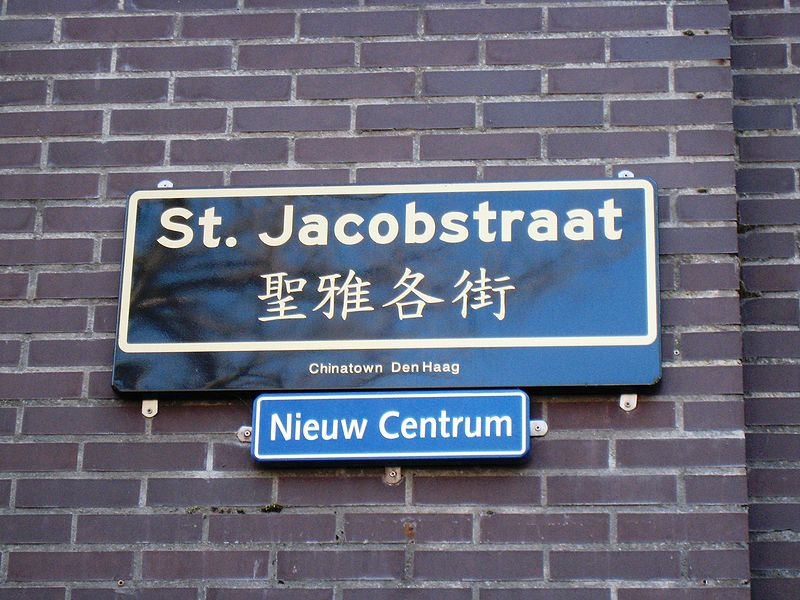 St. Jacobstraat
聖雅各街
Chinatown Den Haag
Nieuw Centrum